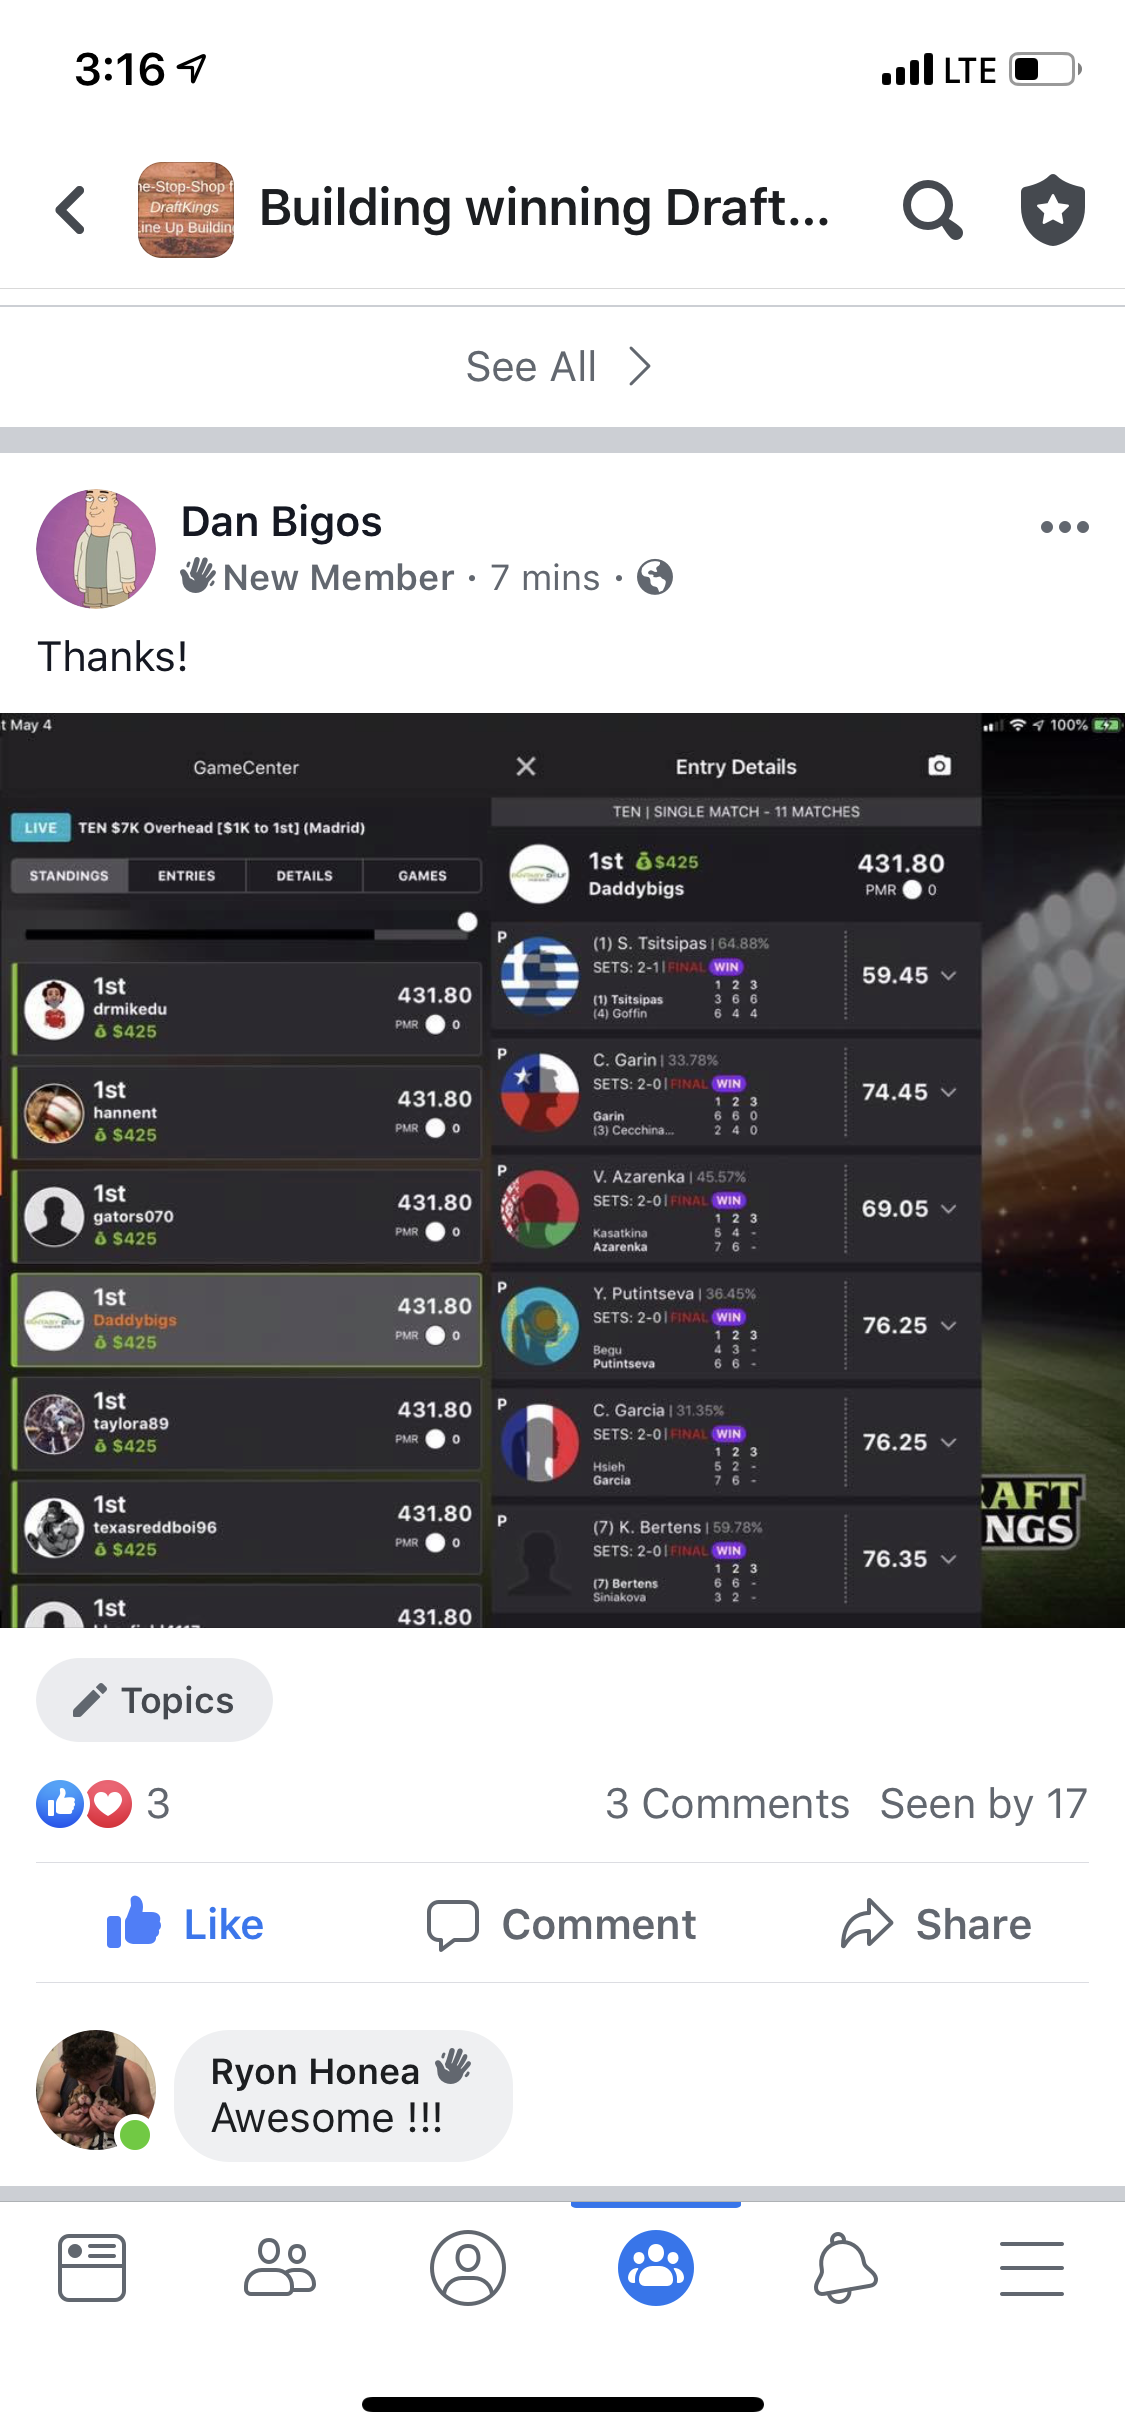 3:16
LTE
ne-Stop-Shop f
DraftKings
ine Up Buildin
Building winning Draft...
See All
Dan Bigos
New Member · 7 mins ·
Thanks!
t May 4
100%
GameCenter
LIVE TEN $7K Overhead [$1K to 1st] (Madrid)
STANDINGS ENTRIES DETAILS GAMES
1st
drmikedu
$425
431.80
PMR 0
1st
hannent
$425
431.80
PMR 0
1st
gators070
$425
431.80
PMR 0
1st
Daddybigs
$425
431.80
PMR 0
1st
taylora89
$425
431.80
PMR 0
1st
texasreddboi96
$425
431.80
PMR 0
1st
431.80
Entry Details
TEN | SINGLE MATCH - 11 MATCHES
1st $425
Daddybigs
431.80
PMR 0
P
(1) S. Tsitsipas | 64.88%
SETS: 2-1 | FINAL WIN
1 2 3
(1) Tsitsipas 3 6 6
(4) Goffin 6 4 4
59.45
P
C. Garin | 33.78%
SETS: 2-0 | FINAL WIN
1 2 3
Garin 6 6 0
(3) Cecchina... 2 4 0
74.45
P
V. Azarenka | 45.57%
SETS: 2-0 | FINAL WIN
1 2 3
Kasatkina 5 4 -
Azarenka 7 6 -
69.05
P
Y. Putintseva | 36.45%
SETS: 2-0 | FINAL WIN
1 2 3
Begu 4 3 -
Putintseva 6 6 -
76.25
P
C. Garcia | 31.35%
SETS: 2-0 | FINAL WIN
1 2 3
Hsieh 5 2 -
Garcia 7 6 -
76.25
P
(7) K. Bertens | 59.78%
SETS: 2-0 | FINAL WIN
1 2 3
(7) Bertens 6 6 -
Siniakova 3 2 -
76.35
RAFT
NGS
Topics
3
3 Comments Seen by 17
Like Comment Share
Ryon Honea
Awesome !!!